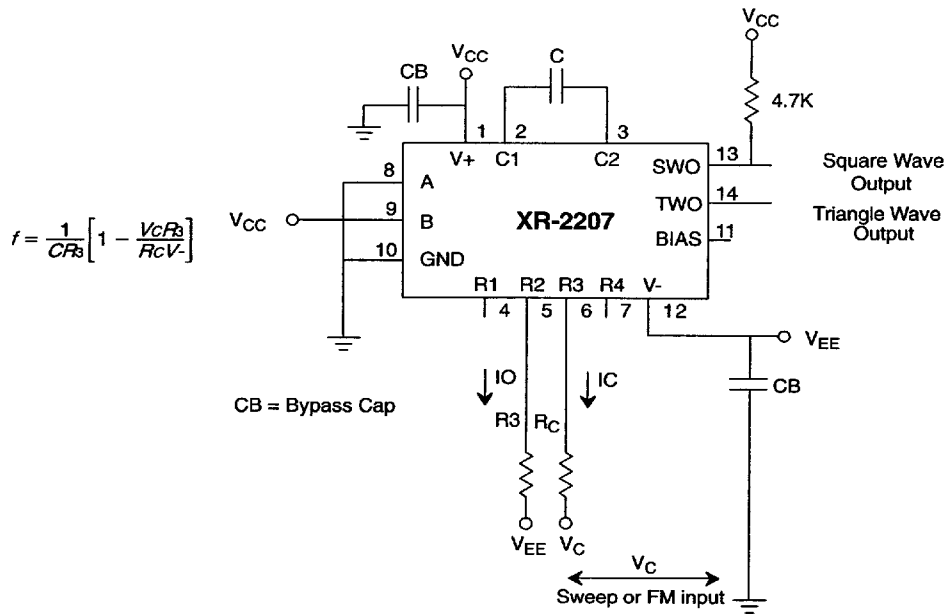 VCC
VCC
CB
C
4.7K
1
2
3
V+
C1
C2
8
A
SWO
13
Square Wave
Output
9
B
XR-2207
TWO
14
Triangle Wave
Output
VCC
10
GND
BIAS
11
f = 1/CR3 [1 - VCR3/RCV-]
R1
R2
R3
R4
V-
4
5
6
7
12
VEE
IO
IC
CB
CB = Bypass Cap
R3
RC
VEE
VC
VC
Sweep or FM input